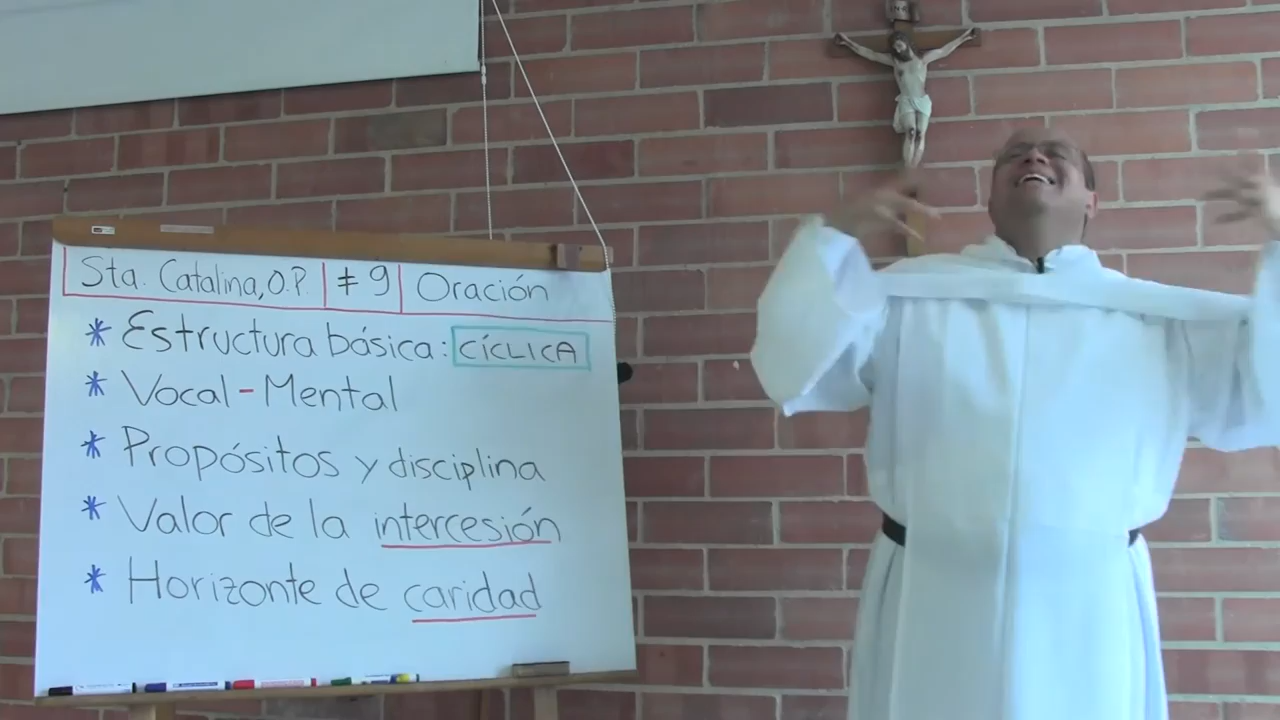 Sta. Catalina, O.P. | # 9 | Oración
* Estructura básica: CÍCLICA
* Vocal - Mental
* Propósitos y disciplina
* Valor de la intercesión
* Horizonte de caridad